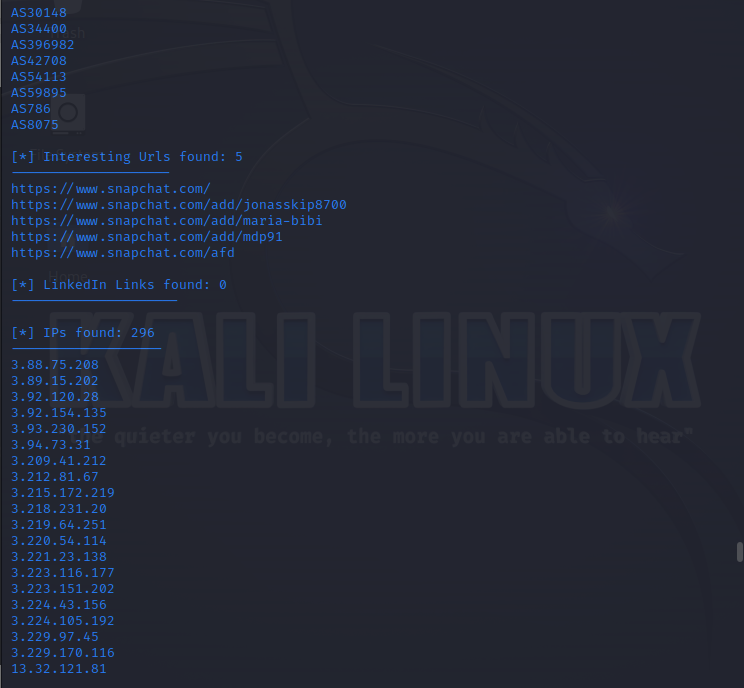 AS30148
AS34400
AS396982
AS42708
AS54113
AS59895
AS786
AS8075
[*] Interesting Urls found: 5
https://www.snapchat.com/
https://www.snapchat.com/add/jonasskip8700
https://www.snapchat.com/add/maria-bibi
https://www.snapchat.com/add/mdp91
https://www.snapchat.com/afd
Home
[*] LinkedIn Links found: 0
[*] IPs found: 296
3.88.75.208
3.89.15.202
3.92.120.28
3.92.154.135
3.93.230.152
3.94.73.31
3.209.41.212
3.212.81.67
3.215.172.219
3.218.231.20
3.219.64.251
3.220.54.114
3.221.23.138
3.223.116.177
3.223.151.202
3.224.43.156
3.224.105.192
3.229.97.45
3.229.170.116
13.32.121.81
KALI LINUX
quieter you become, the more you are able to hear"